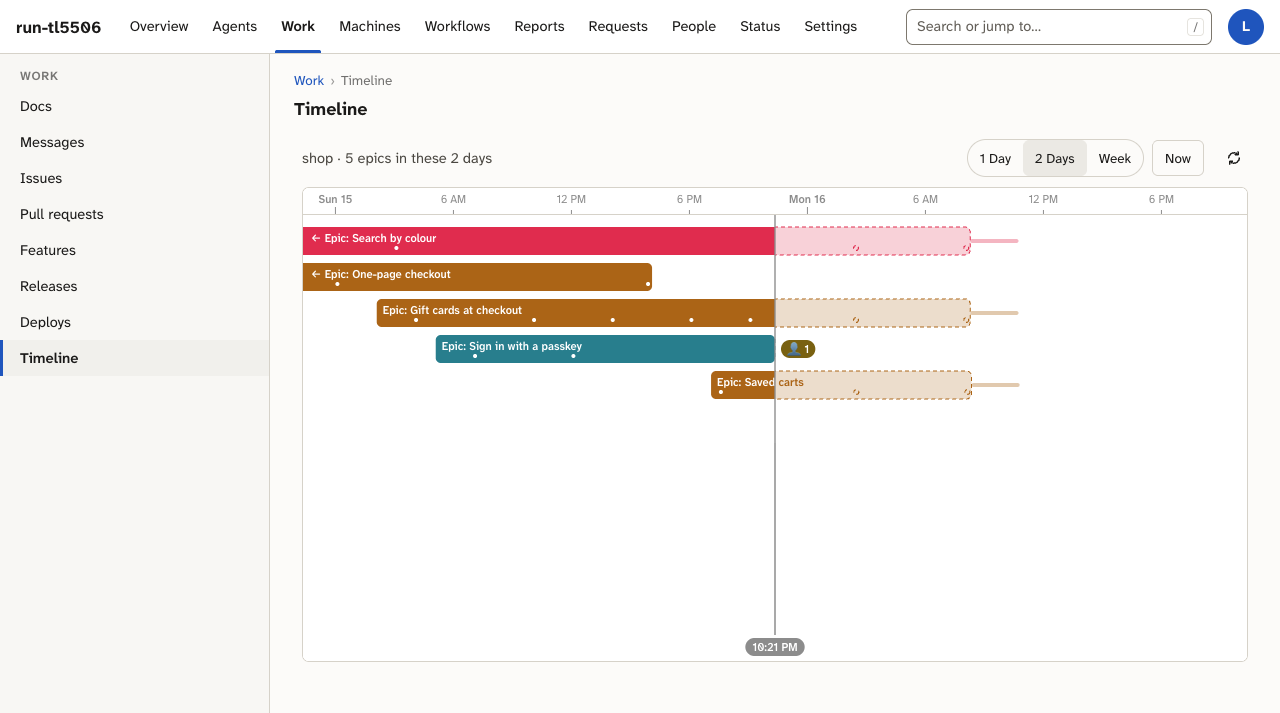 run-tl5506 Overview Agents Work Machines Workflows Reports Requests People Status Settings Search or jump to... / L
WORK
Docs
Messages
Issues
Pull requests
Features
Releases
Deploys
Timeline
Work › Timeline
Timeline
shop · 5 epics in these 2 days
1 Day 2 Days Week Now
Sun 15 6 AM 12 PM 6 PM Mon 16 6 AM 12 PM 6 PM
← Epic: Search by colour
← Epic: One-page checkout
Epic: Gift cards at checkout
Epic: Sign in with a passkey
1
Epic: Saved carts
10:21 PM